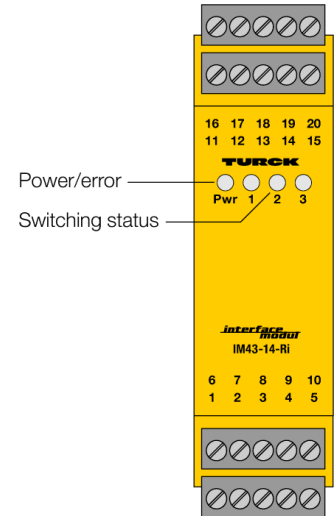 16 17 18 19 20
11 12 13 14 15
TURCK
Power/error
Pwr 1 2 3
Switching status
interface
modul
IM43-14-Ri
6 7 8 9 10
1 2 3 4 5